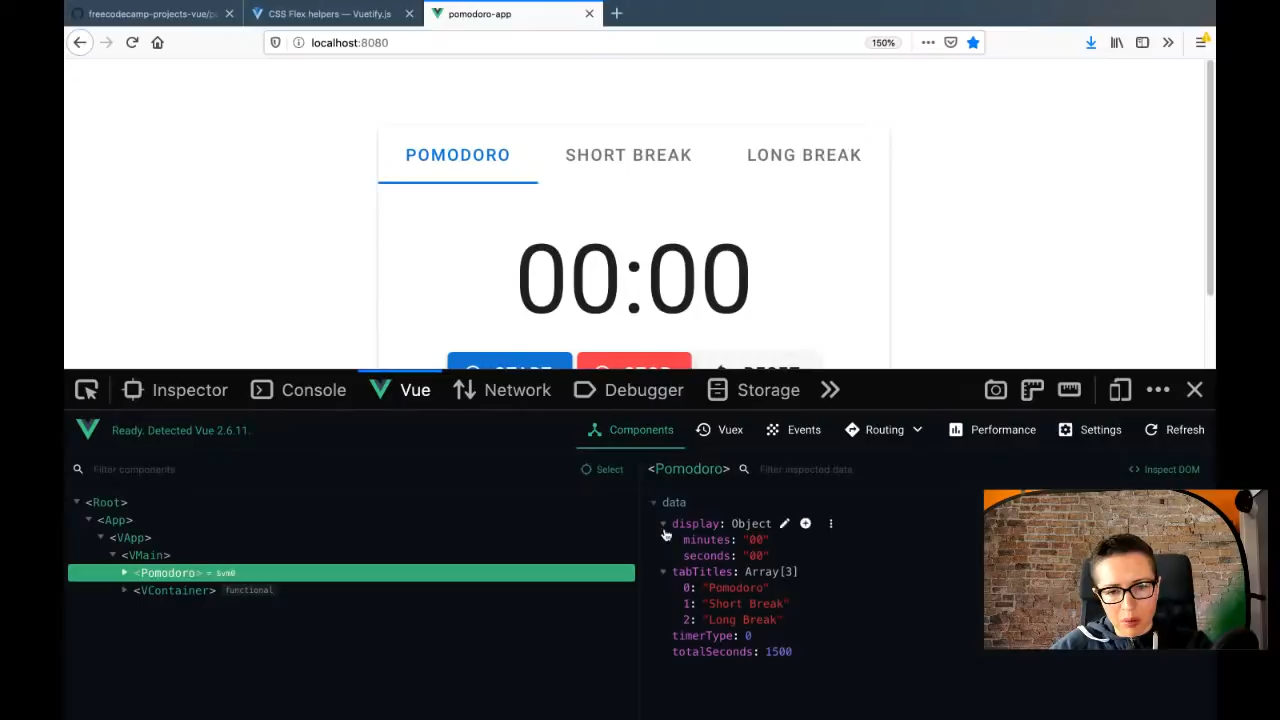 freecodecamp-projects-vue/p
CSS Flex helpers — Vuetify.js
pomodoro-app
localhost:8080
150%
POMODORO
SHORT BREAK
LONG BREAK
00:00
START
STOP
RESET
Inspector
Console
Vue
Network
Debugger
Storage
Ready. Detected Vue 2.6.11.
Components
Vuex
Events
Routing
Performance
Settings
Refresh
Filter components
Select
<Pomodoro>
Filter inspected data
<> Inspect DOM
<Root>
<App>
<VApp>
<VMain>
<Pomodoro> = $vm0
<VContainer> functional
data
display: Object
minutes: "00"
seconds: "00"
tabTitles: Array[3]
0: "Pomodoro"
1: "Short Break"
2: "Long Break"
timerType: 0
totalSeconds: 1500